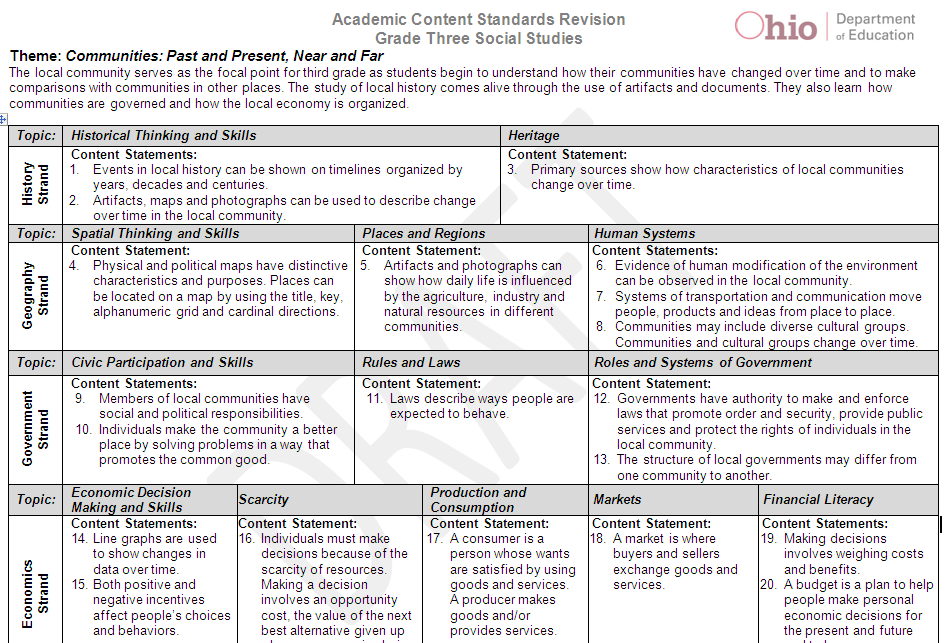 Academic Content Standards Revision
Grade Three Social Studies
Ohio
Department
of Education
Theme: Communities: Past and Present, Near and Far
The local community serves as the focal point for third grade as students begin to understand how their communities have changed over time and to make
comparisons with communities in other places. The study of local history comes alive through the use of artifacts and documents. They also learn how
communities are governed and how the local economy is organized.
Topic: Historical Thinking and Skills
Heritage
History
Strand
Content Statements:
1. Events in local history can be shown on timelines organized by
years, decades and centuries.
2. Artifacts, maps and photographs can be used to describe change
over time in the local community.
Content Statement:
3. Primary sources show how characteristics of local communities
change over time.
Topic: Spatial Thinking and Skills
Places and Regions
Human Systems
Geography
Strand
Content Statement:
4. Physical and political maps have distinctive
characteristics and purposes. Places can
be located on a map by using the title, key,
alphanumeric grid and cardinal directions.
Content Statement:
5. Artifacts and photographs can
show how daily life is influenced
by the agriculture, industry and
natural resources in different
communities.
Content Statements:
6. Evidence of human modification of the environment
can be observed in the local community.
7. Systems of transportation and communication move
people, products and ideas from place to place.
8. Communities may include diverse cultural groups.
Communities and cultural groups change over time.
Topic: Civic Participation and Skills
Rules and Laws
Roles and Systems of Government
Government
Strand
Content Statements:
9. Members of local communities have
social and political responsibilities.
10. Individuals make the community a better
place by solving problems in a way that
promotes the common good.
Content Statement:
11. Laws describe ways people are
expected to behave.
Content Statement:
12. Governments have authority to make and enforce
laws that promote order and security, provide public
services and protect the rights of individuals in the
local community.
13. The structure of local governments may differ from
one community to another.
Topic: Economic Decision
Making and Skills
Scarcity
Production and
Consumption
Markets
Financial Literacy
Economics
Strand
Content Statements:
14. Line graphs are used
to show changes in
data over time.
15. Both positive and
negative incentives
affect people's choices
and behaviors.
Content Statement:
16. Individuals must make
decisions because of the
scarcity of resources.
Making a decision
involves an opportunity
cost, the value of the next
best alternative given up
Content Statement:
17. A consumer is a
person whose wants
are satisfied by using
goods and services.
A producer makes
goods and/or
provides services.
Content Statement:
18. A market is where
buyers and sellers
exchange goods and
services.
Content Statements:
19. Making decisions
involves weighing costs
and benefits.
20. A budget is a plan to help
people make personal
economic decisions for
the present and future
DRAFT